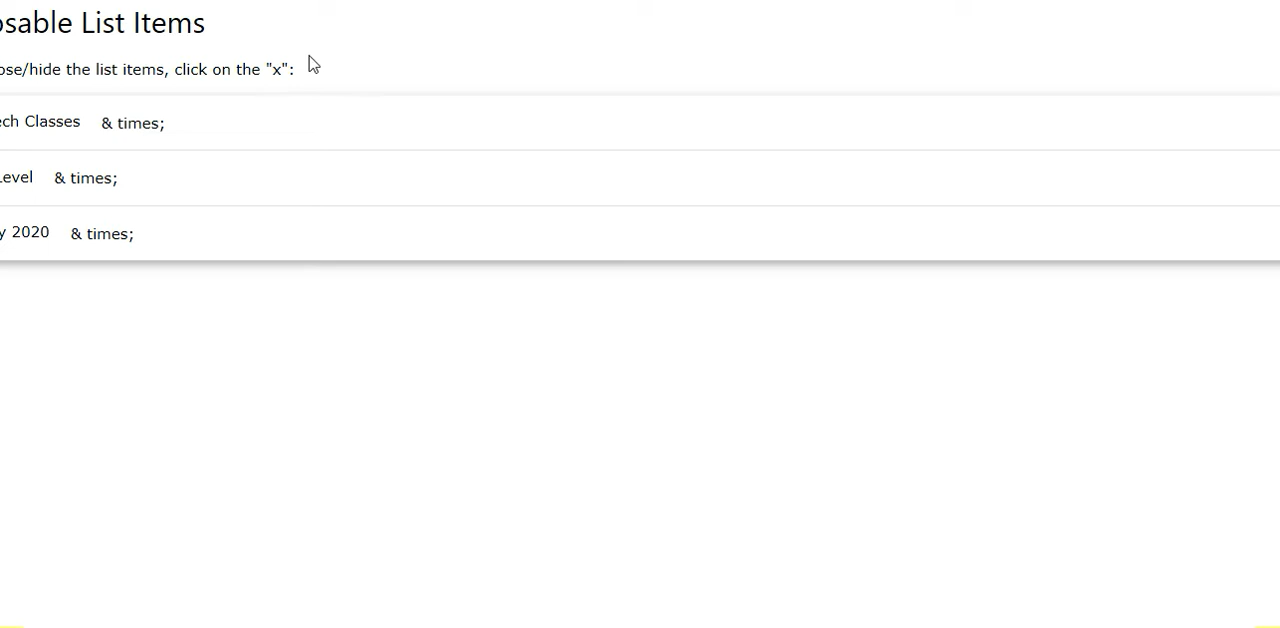 osable List Items
ose/hide the list items, click on the "x":
ech Classes & times;
Level & times;
y 2020 & times;